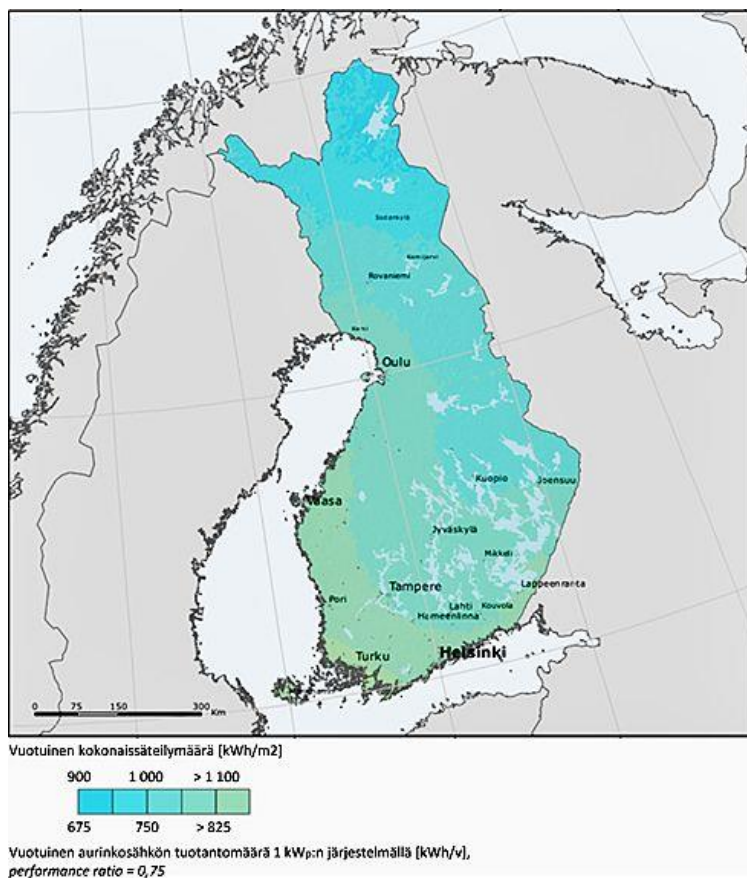 Sodankylä
Kemijärvi
Rovaniemi
Kemi
Oulu
Vaasa
Kuopio
Joensuu
Jyväskylä
Mikkeli
Tampere
Lappeenranta
Pori
Lahti
Kouvola
Hämeenlinna
Helsinki
Turku
0 75 150 300
Km
Vuotuinen kokonaissäteilymäärä [kWh/m2]
900 1 000 > 1 100
675 750 > 825
Vuotuinen aurinkosähkön tuotantomäärä 1 kWp:n järjestelmällä [kWh/v],
performance ratio = 0,75